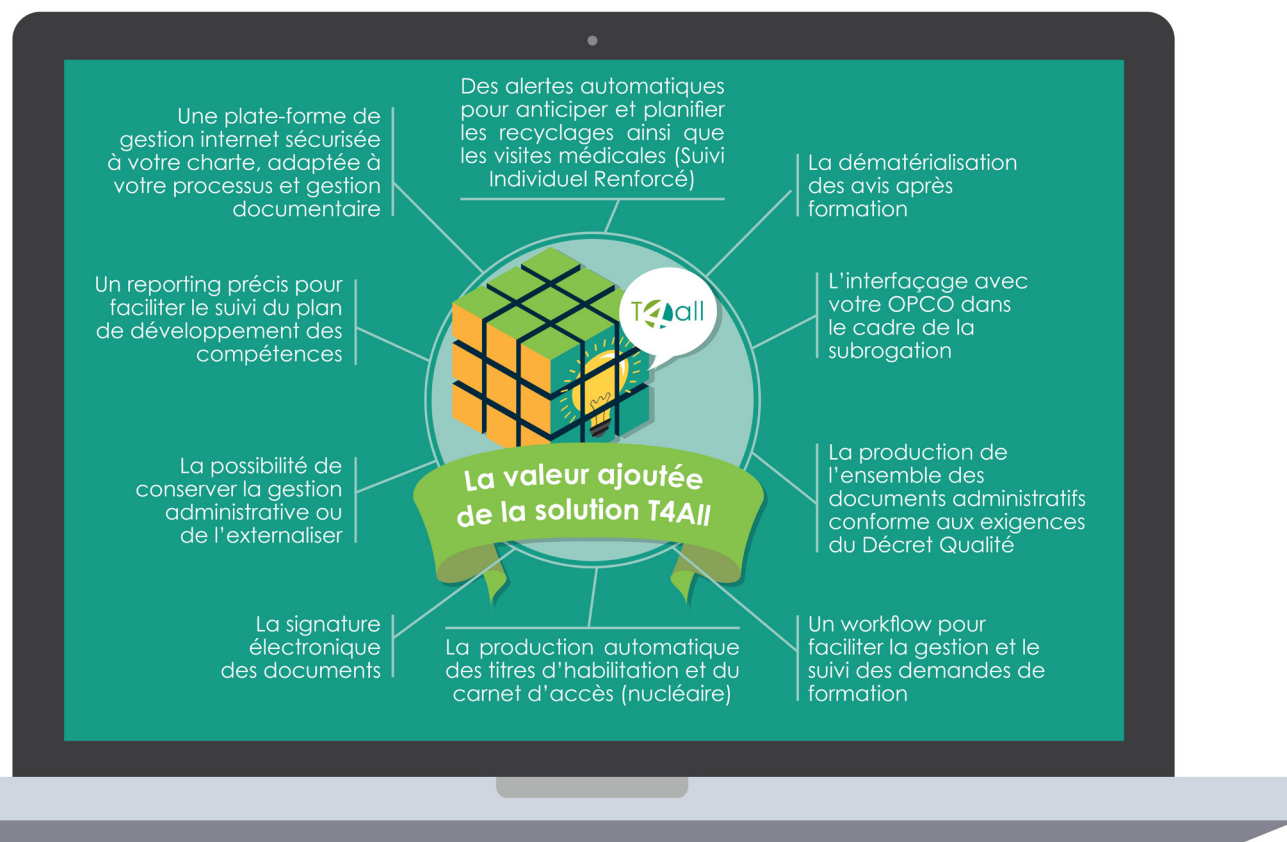 Des alertes automatiques
pour anticiper et planifier
les recyclages ainsi que
les visites médicales (Suivi
Individuel Renforcé)
Une plate-forme de
gestion internet sécurisée
à votre charte, adaptée à
votre processus et gestion
documentaire
La dématérialisation
des avis après
formation
Un reporting précis pour
faciliter le suivi du plan
de développement des
compétences
T4all
L'interfaçage avec
votre OPCO dans
le cadre de la
subrogation
La possibilité de
conserver la gestion
administrative ou
de l'externaliser
La valeur ajoutée
de la solution T4All
La production de
l'ensemble des
documents administratifs
conforme aux exigences
du Décret Qualité
La signature
électronique
des documents
La production automatique
des titres d'habilitation et du
carnet d'accès (nucléaire)
Un workflow pour
faciliter la gestion et le
suivi des demandes de
formation